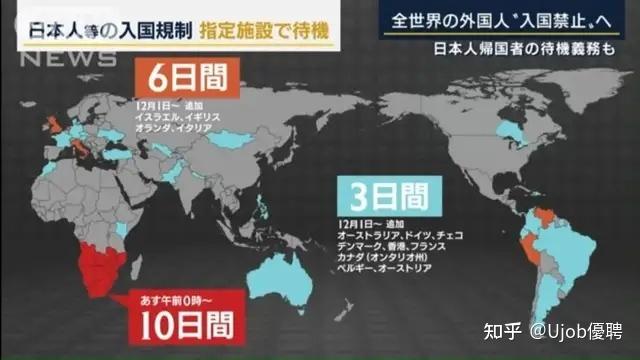 日本人等の入国規制 指定施設で待機
全世界の外国人〝入国禁止〟へ
日本人帰国者の待機義務も
NEWS
6日間
12月1日～ 追加
イスラエル、イギリス
オランダ、イタリア
3日間
12月1日～ 追加
オーストラリア、ドイツ、チェコ
デンマーク、香港、フランス
カナダ(オンタリオ州)
ベルギー、オーストリア
あす午前0時～
10日間
知乎 @Ujob優聘